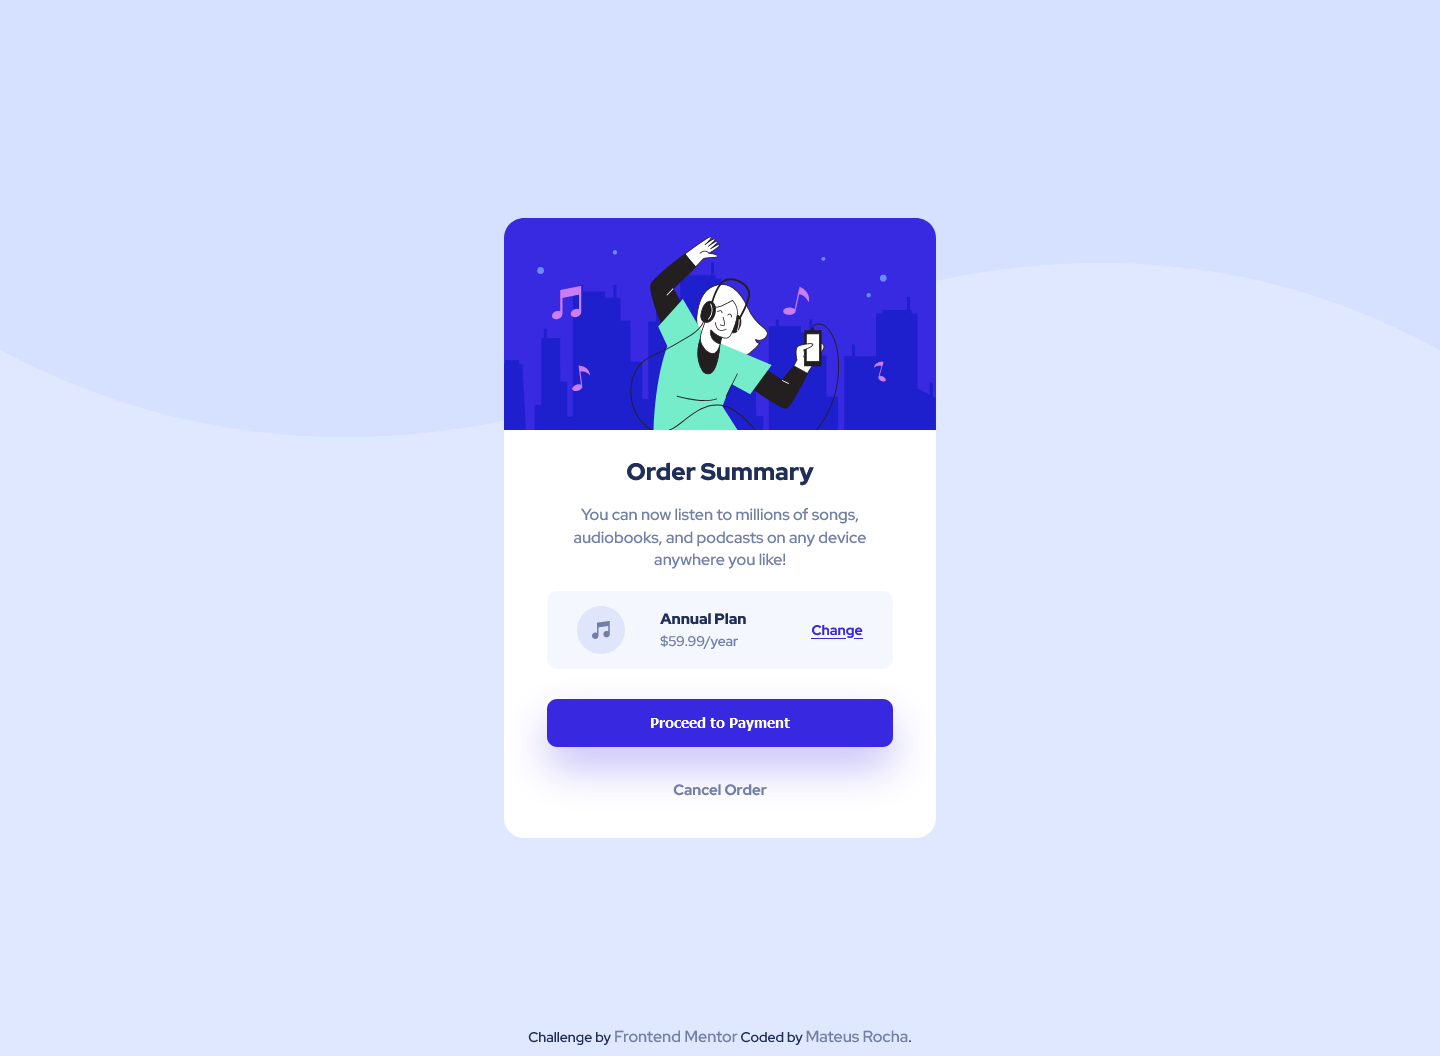 Order Summary
You can now listen to millions of songs,
audiobooks, and podcasts on any device
anywhere you like!
Annual Plan
$59.99/year
Change
Proceed to Payment
Cancel Order
Challenge by Frontend Mentor Coded by Mateus Rocha.